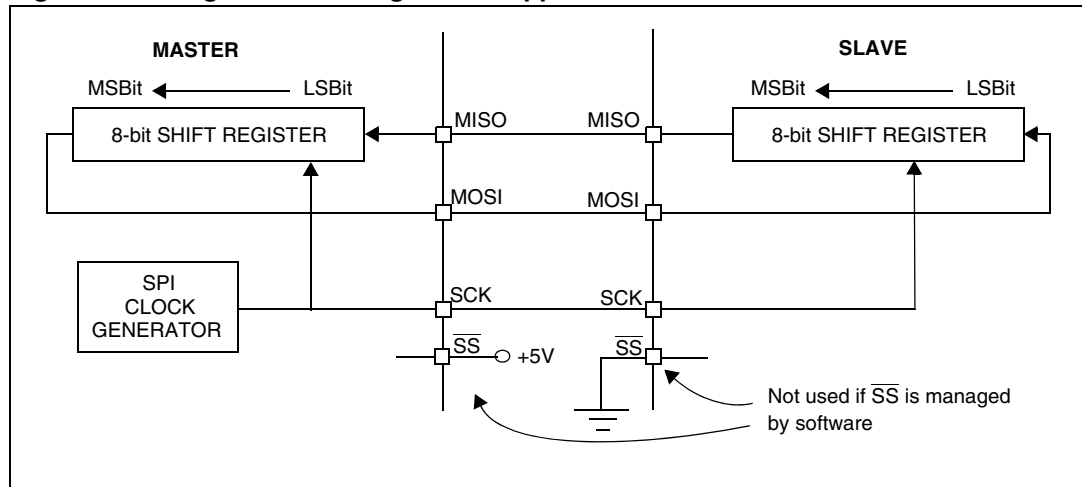 MASTER
SLAVE
MSBit LSBit
MSBit LSBit
8-bit SHIFT REGISTER
MISO MISO
8-bit SHIFT REGISTER
MOSI MOSI
SPI
CLOCK
GENERATOR
SCK SCK
SS +5V
SS
Not used if SS is managed
by software